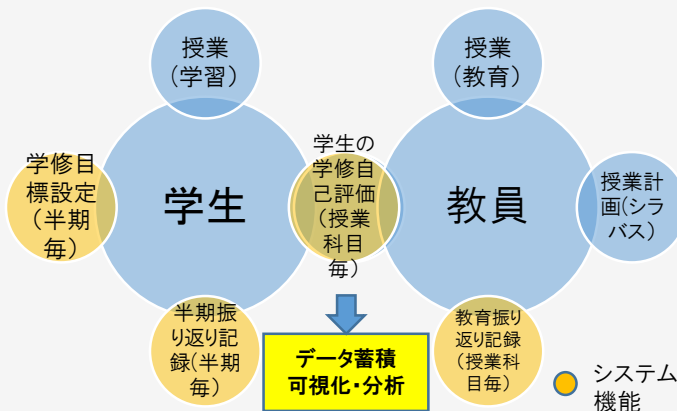 授業
(学習)
授業
(教育)
学修目
標設定
(半期
毎)
学生
学生の
学修自
己評価
(授業
科目
毎)
教員
授業計
画(シラ
バス)
半期振
り返り記
録(半期
毎)
データ蓄積
可視化・分析
教育振り
返り記録
(授業科
目毎)
システム
機能